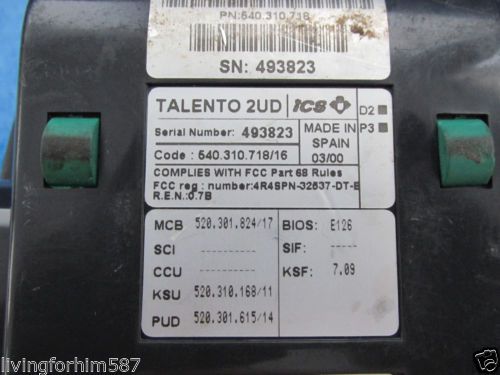 PN:540.310.718
SN: 493823
TALENTO 2UD ics D2
Serial Number: 493823 MADE IN P3
SPAIN
Code : 540.310.718/16 03/00
COMPLIES WITH FCC Part 68 Rules
FCC reg : number:4R4SPN-32637-DT-E
R.E.N.:0.7B
MCB 520.301.824/17 BIOS: E126
SCI ---------- SIF: -----
CCU ---------- KSF: 7.09
KSU 520.310.168/11
PUD 520.301.615/14
livingforhim587